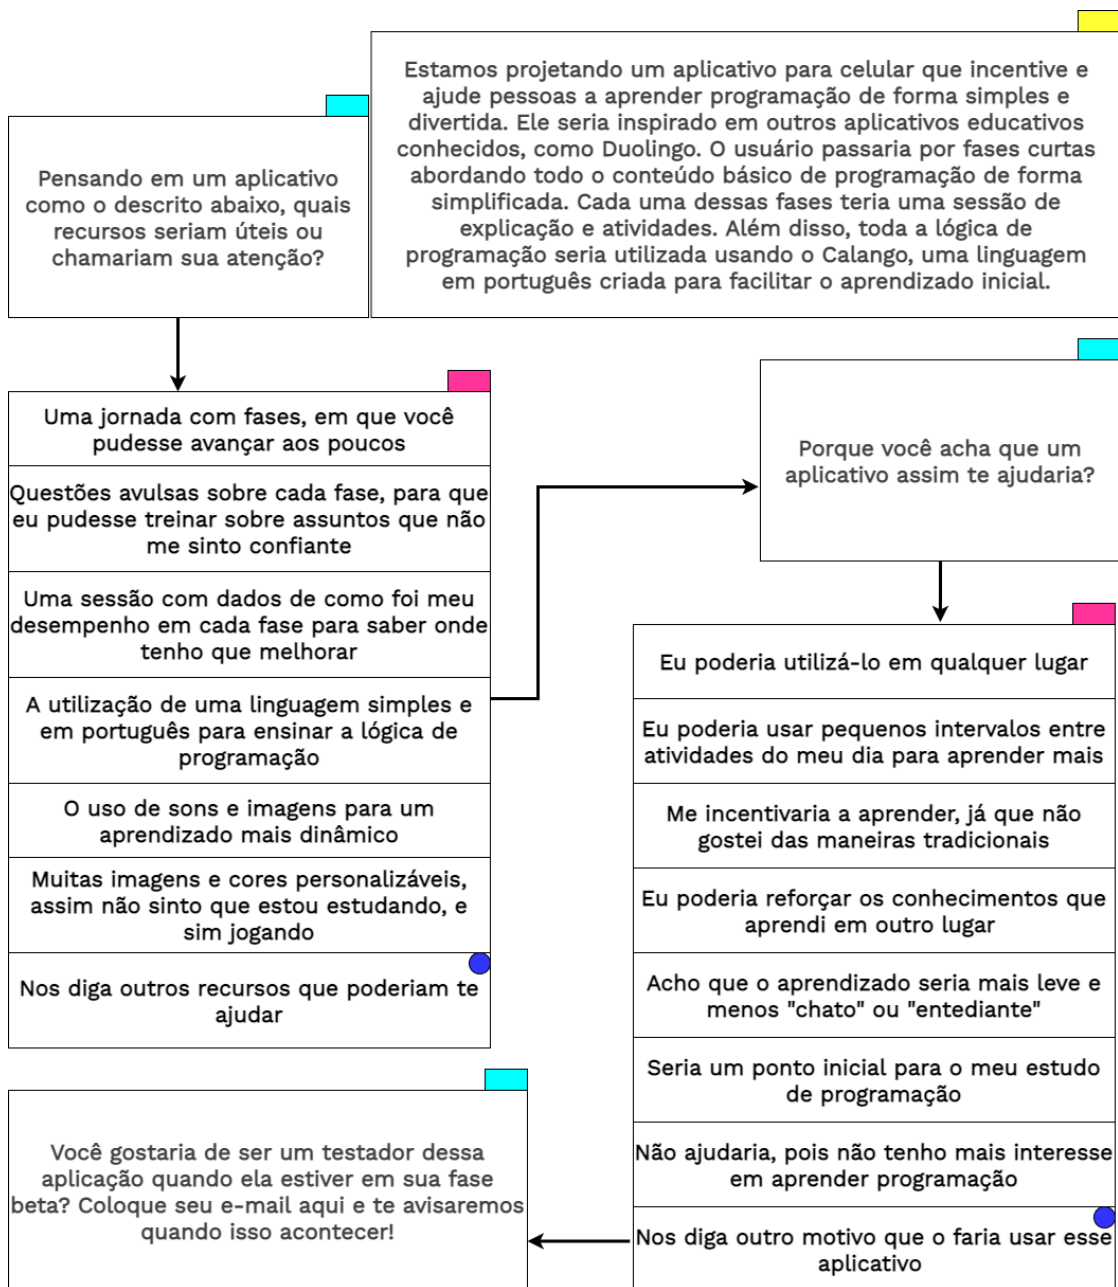 Estamos projetando um aplicativo para celular que incentive e
ajude pessoas a aprender programação de forma simples e
divertida. Ele seria inspirado em outros aplicativos educativos
conhecidos, como Duolingo. O usuário passaria por fases curtas
abordando todo o conteúdo básico de programação de forma
simplificada. Cada uma dessas fases teria uma sessão de
explicação e atividades. Além disso, toda a lógica de
programação seria utilizada usando o Calango, uma linguagem
em português criada para facilitar o aprendizado inicial.
Pensando em um aplicativo
como o descrito abaixo, quais
recursos seriam úteis ou
chamariam sua atenção?
Uma jornada com fases, em que você
pudesse avançar aos poucos
Questões avulsas sobre cada fase, para que
eu pudesse treinar sobre assuntos que não
me sinto confiante
Uma sessão com dados de como foi meu
desempenho em cada fase para saber onde
tenho que melhorar
A utilização de uma linguagem simples e
em português para ensinar a lógica de
programação
O uso de sons e imagens para um
aprendizado mais dinâmico
Muitas imagens e cores personalizáveis,
assim não sinto que estou estudando, e
sim jogando
Nos diga outros recursos que poderiam te
ajudar
Porque você acha que um
aplicativo assim te ajudaria?
Eu poderia utilizá-lo em qualquer lugar
Eu poderia usar pequenos intervalos entre
atividades do meu dia para aprender mais
Me incentivaria a aprender, já que não
gostei das maneiras tradicionais
Eu poderia reforçar os conhecimentos que
aprendi em outro lugar
Acho que o aprendizado seria mais leve e
menos "chato" ou "entediante"
Seria um ponto inicial para o meu estudo
de programação
Não ajudaria, pois não tenho mais interesse
em aprender programação
Nos diga outro motivo que o faria usar esse
aplicativo
Você gostaria de ser um testador dessa
aplicação quando ela estiver em sua fase
beta? Coloque seu e-mail aqui e te avisaremos
quando isso acontecer!